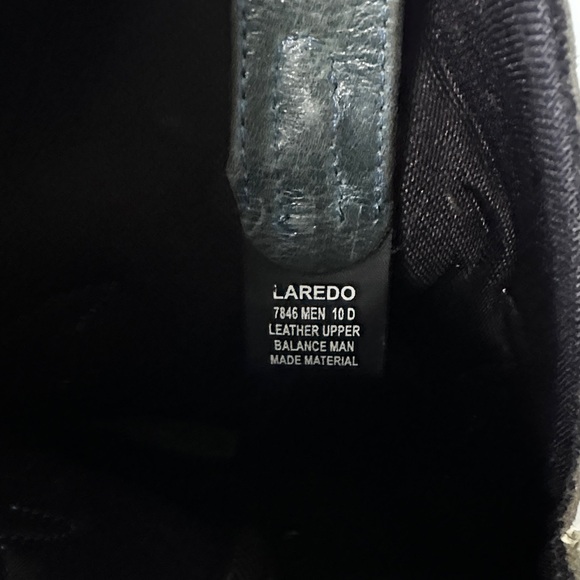 LAREDO
7846 MEN 10 D
LEATHER UPPER
BALANCE MAN
MADE MATERIAL